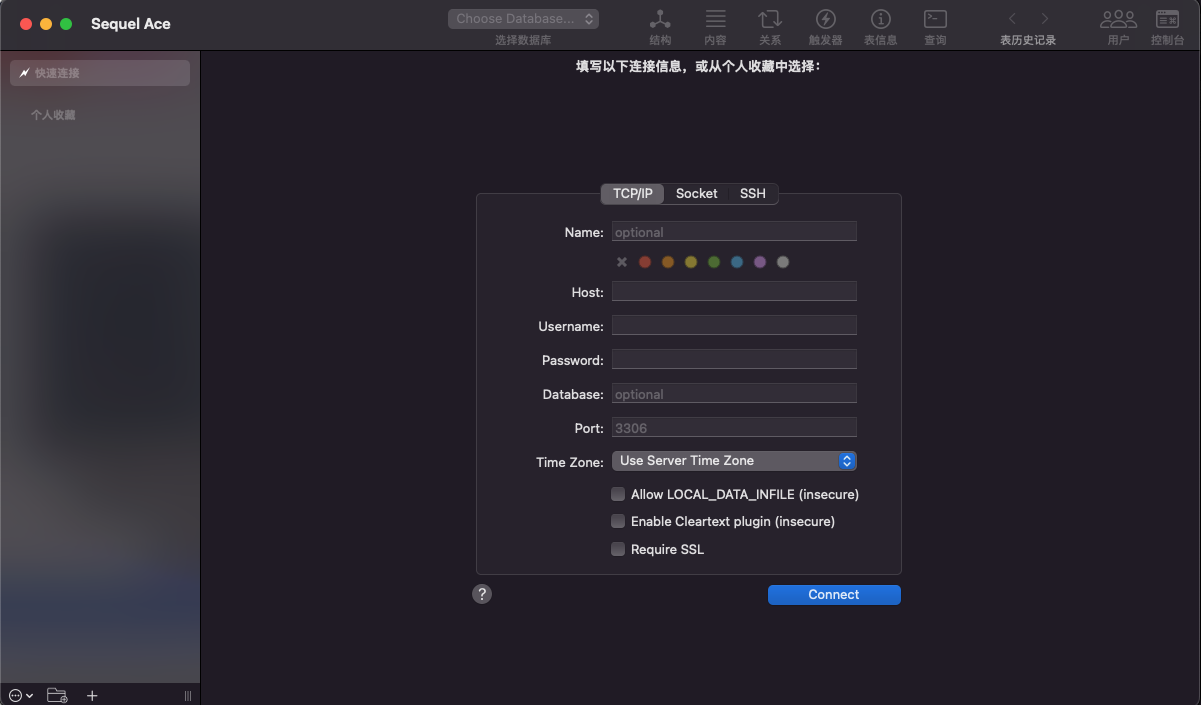 Sequel Ace
Choose Database...
选择数据库
结构
内容
关系
触发器
表信息
查询
表历史记录
用户
控制台
快速连接
个人收藏
填写以下连接信息，或从个人收藏中选择：
TCP/IP Socket SSH
Name: optional
Host:
Username:
Password:
Database: optional
Port: 3306
Time Zone: Use Server Time Zone
Allow LOCAL_DATA_INFILE (insecure)
Enable Cleartext plugin (insecure)
Require SSL
? Connect